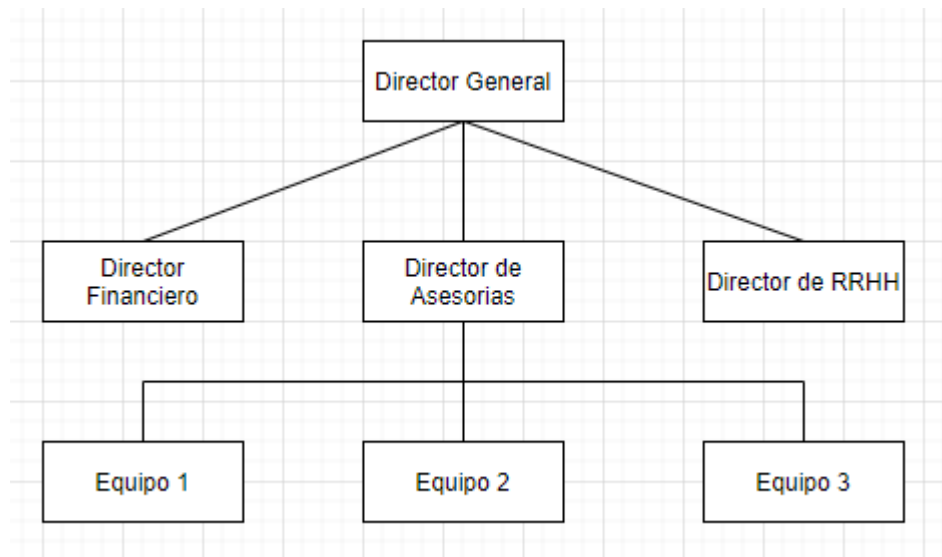 Director General
Director
Financiero
Director de
Asesorias
Director de RRHH
Equipo 1
Equipo 2
Equipo 3